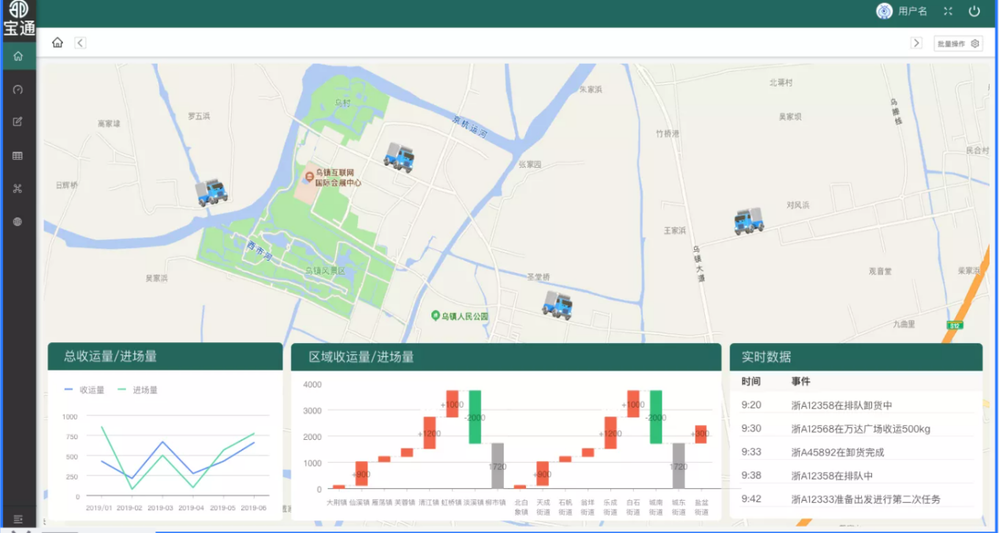 宝通
用户名
批量操作
朱家浜
北蒋村
乌村
京杭运河
吴家坝
罗五浜
高家埭
竹桥港
民合村
张家园
乌镇互联网
国际会展中心
日辉桥
对风浜
王家浜
西市河
乌镇大道
乌镇风景区
吴家浜
圣堂桥
观音堂
柴家浜
乌镇人民公园
九曲里
S12
总收运量/进场量
收运量
进场量
1000
750
500
250
0
2019/01 2019-02 2019-03 2019-04 2019-05 2019-06
区域收运量/进场量
4000
3000
2000
1000
0
+900
+1200
+1000
-2000
1720
+900
+1200
+1000
-2000
1720
+300
大荆镇 仙溪镇 雁荡镇 芙蓉镇 清江镇 虹桥镇 淡溪镇 柳市镇 北白象镇 天成街道 石帆街道 翁垟街道 乐成街道 白石街道 城南街道 城东街道 盐盆街道
实时数据
时间 事件
9:20 浙A12358在排队卸货中
9:30 浙A12568在万达广场收运500kg
9:33 浙A45892在卸货完成
9:38 浙A12358在排队中
9:42 浙A12333准备出发进行第二次任务